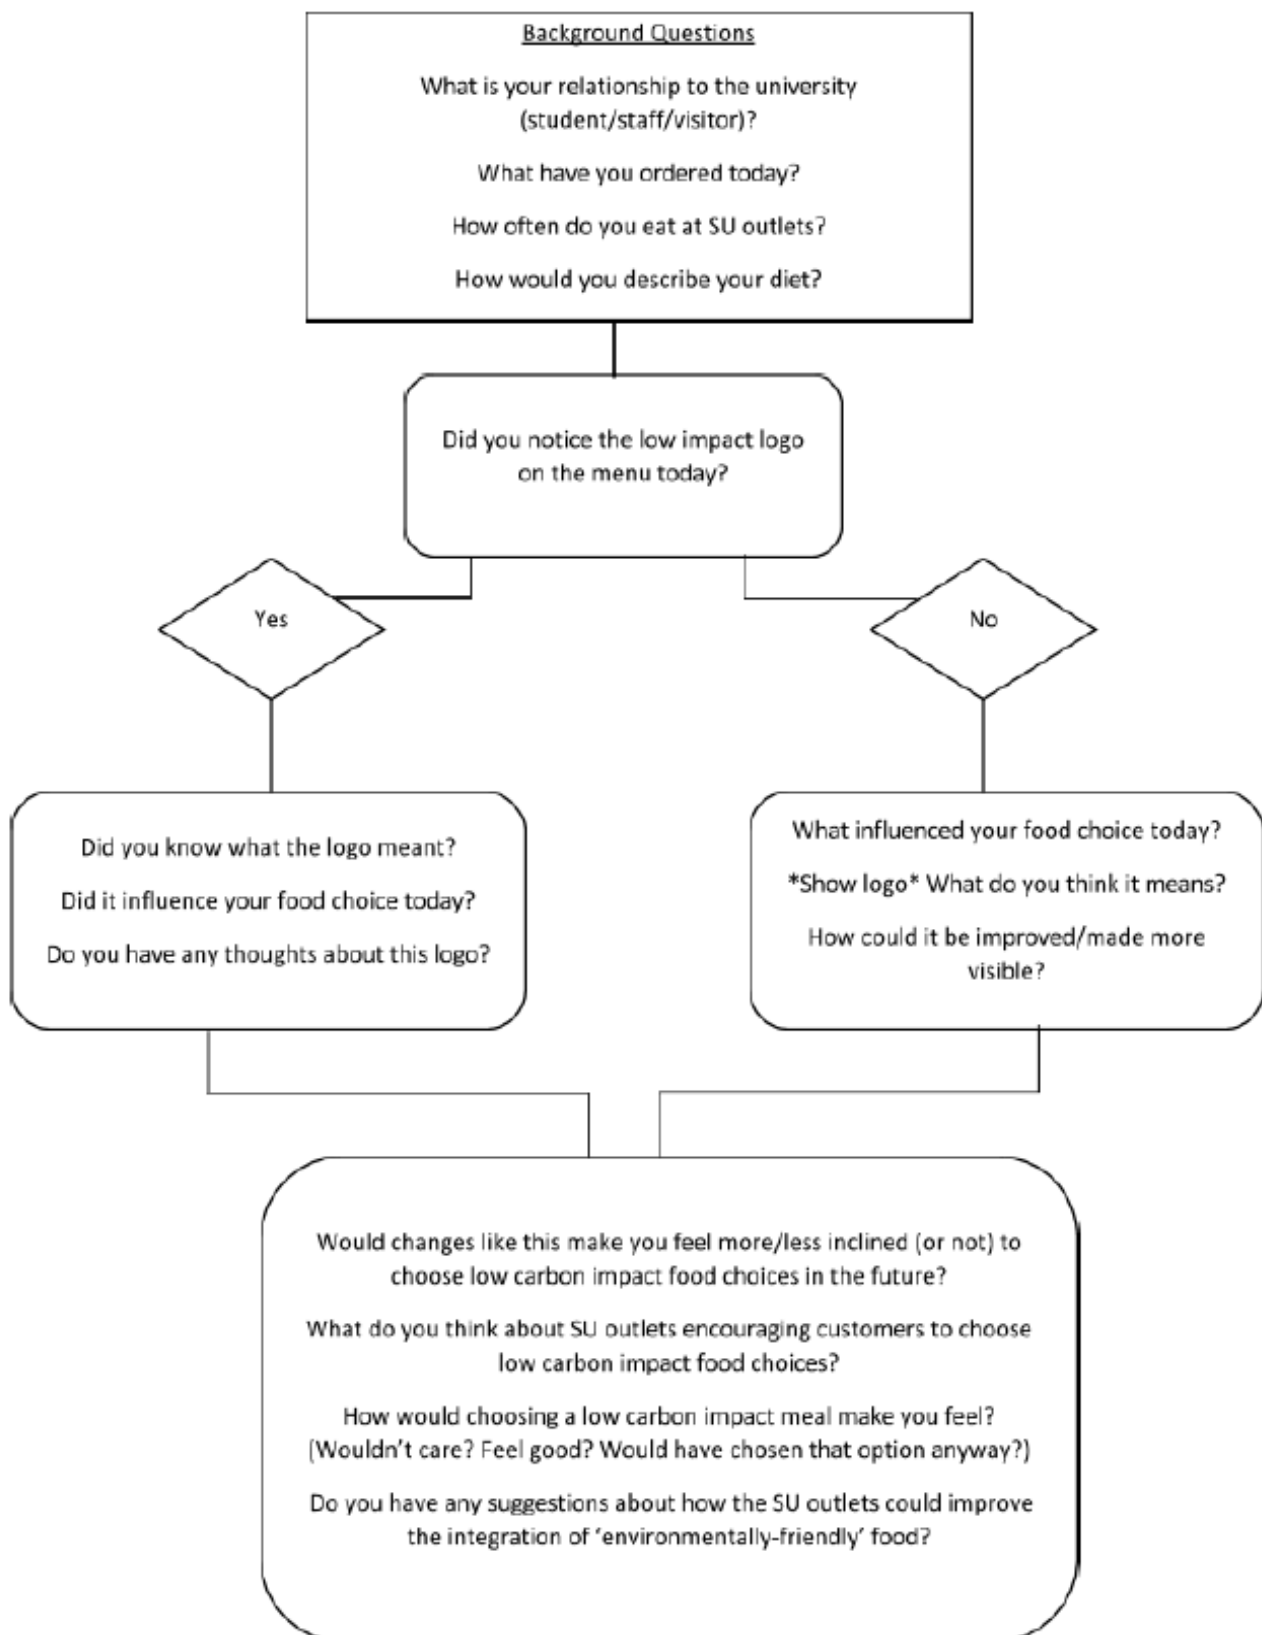 Background Questions
What is your relationship to the university
(student/staff/visitor)?
What have you ordered today?
How often do you eat at SU outlets?
How would you describe your diet?
Did you notice the low impact logo
on the menu today?
Yes
No
Did you know what the logo meant?
Did it influence your food choice today?
Do you have any thoughts about this logo?
What influenced your food choice today?
*Show logo* What do you think it means?
How could it be improved/made more
visible?
Would changes like this make you feel more/less inclined (or not) to
choose low carbon impact food choices in the future?
What do you think about SU outlets encouraging customers to choose
low carbon impact food choices?
How would choosing a low carbon impact meal make you feel?
(Wouldn't care? Feel good? Would have chosen that option anyway?)
Do you have any suggestions about how the SU outlets could improve
the integration of 'environmentally-friendly' food?